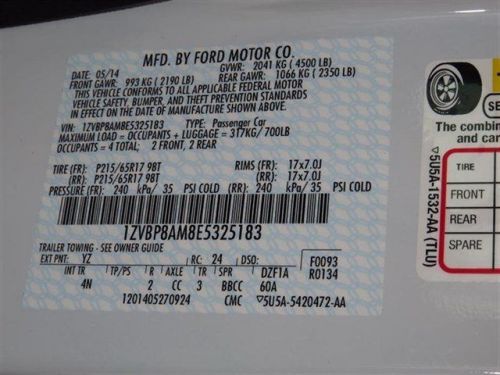 MFD. BY FORD MOTOR CO.
DATE: 05/14 GVWR: 2041 KG ( 4500 LB)
FRONT GAWR: 993 KG ( 2190 LB) REAR GAWR: 1066 KG ( 2350 LB)
THIS VEHICLE CONFORMS TO ALL APPLICABLE FEDERAL MOTOR
VEHICLE SAFETY, BUMPER, AND THEFT PREVENTION STANDARDS
IN EFFECT ON THE DATE OF MANUFACTURE SHOWN ABOVE.
VIN: 1ZVBP8AM8E5325183 TYPE: Passenger Car
MAXIMUM LOAD = OCCUPANTS + LUGGAGE = 317KG/700LB
OCCUPANTS = 4 TOTAL; 2 FRONT, 2 REAR
TIRE (FR): P215/65R17 98T RIMS (FR): 17x7.0J
(RR): P215/65R17 98T (RR): 17x7.0J
PRESSURE (FR): 240 kPa/ 35 PSI COLD (RR): 240 kPa/ 35 PSI COLD
1ZVBP8AM8E5325183
TRAILER TOWING - SEE OWNER GUIDE
EXT PNT: YZ RC: 24 DSO: F0093
R0134
INT TR TP/PS R AXLE TR SPR DZF1A
4N 2 CC 3 BBCC 60A
1201405270924 CMC ▽5U5A-5420472-AA
The combin
TIRE
FRONT
REAR
SPARE
▽5U5A-1532-AA (TLU)